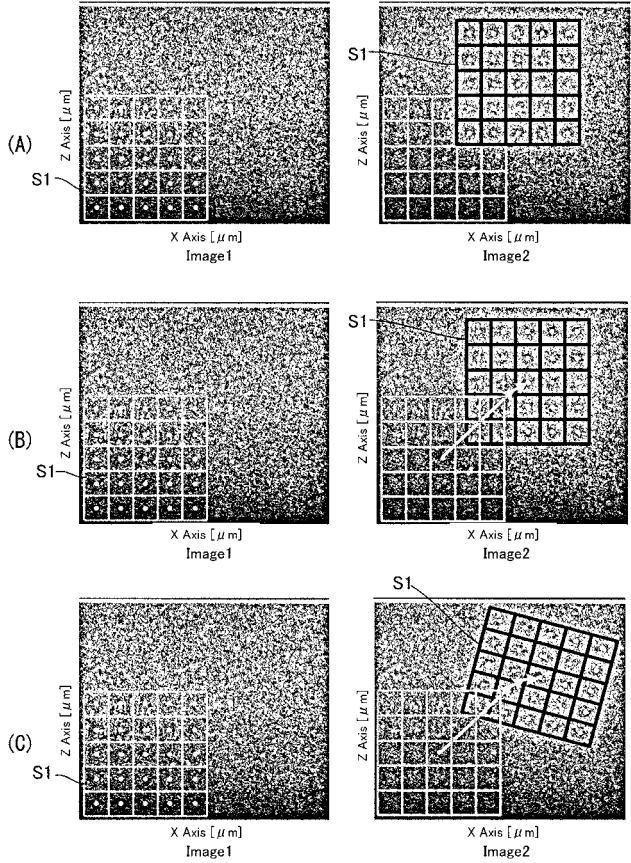 S1
(A)
Z Axis [μm]
Z Axis [μm]
S1
X Axis [μm]
X Axis [μm]
Image1
Image2
S1
(B)
Z Axis [μm]
Z Axis [μm]
S1
X Axis [μm]
X Axis [μm]
Image1
Image2
S1
(C)
Z Axis [μm]
Z Axis [μm]
S1
X Axis [μm]
X Axis [μm]
Image1
Image2